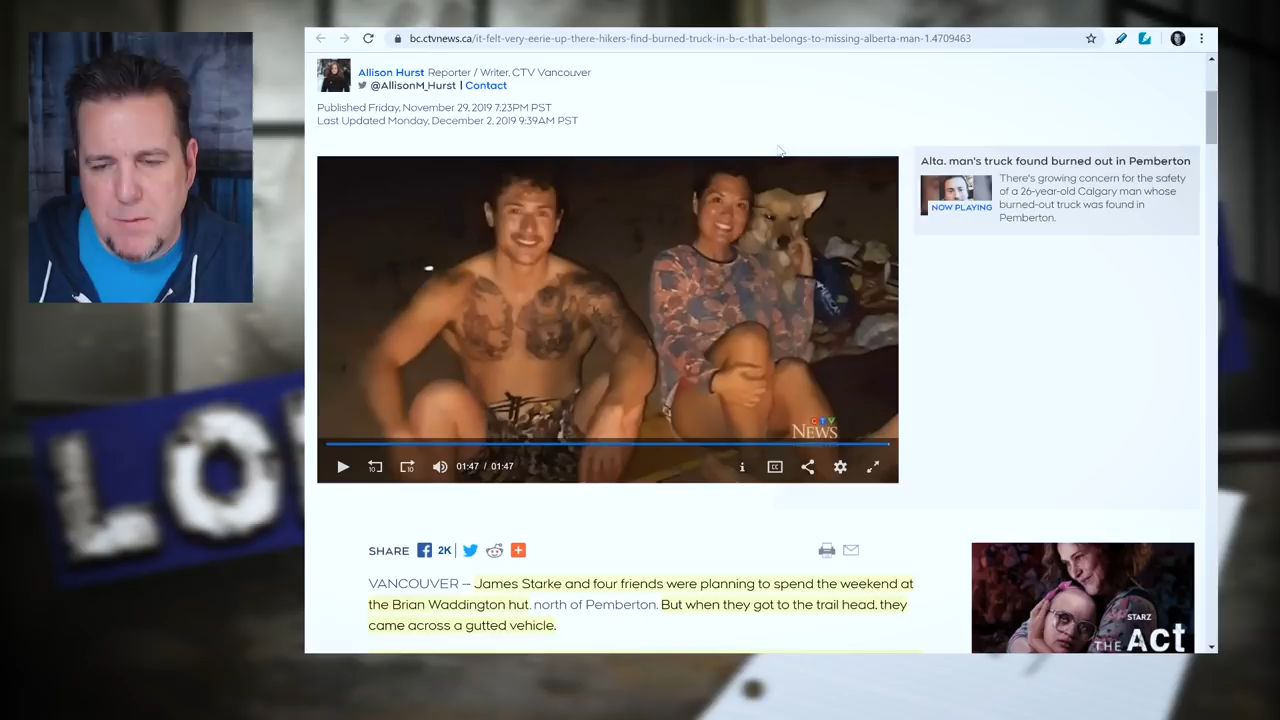 bc.ctvnews.ca/it-felt-very-eerie-up-there-hikers-find-burned-truck-in-b-c-that-belongs-to-missing-alberta-man-1.4709463
Allison Hurst Reporter / Writer, CTV Vancouver
@AllisonM_Hurst | Contact
Published Friday, November 29, 2019 7:23PM PST
Last Updated Monday, December 2, 2019 9:39AM PST
Alta. man's truck found burned out in Pemberton
There's growing concern for the safety
of a 26-year-old Calgary man whose
burned-out truck was found in
Pemberton.
NOW PLAYING
CTV
NEWS
10
10
01:47 / 01:47
i
CC
LO
SHARE
2K
VANCOUVER -- James Starke and four friends were planning to spend the weekend at
the Brian Waddington hut, north of Pemberton. But when they got to the trail head, they
came across a gutted vehicle.
STARZ
THE ACT